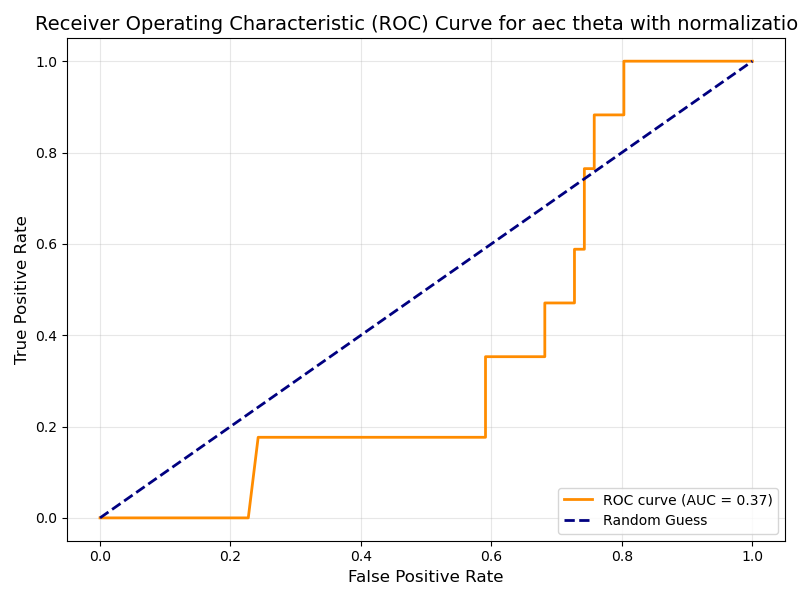 Receiver Operating Characteristic (ROC) Curve for aec theta with normalizatio
1.0
0.8
0.6
0.4
0.2
0.0
True Positive Rate
0.0 0.2 0.4 0.6 0.8 1.0
False Positive Rate
ROC curve (AUC = 0.37)
Random Guess